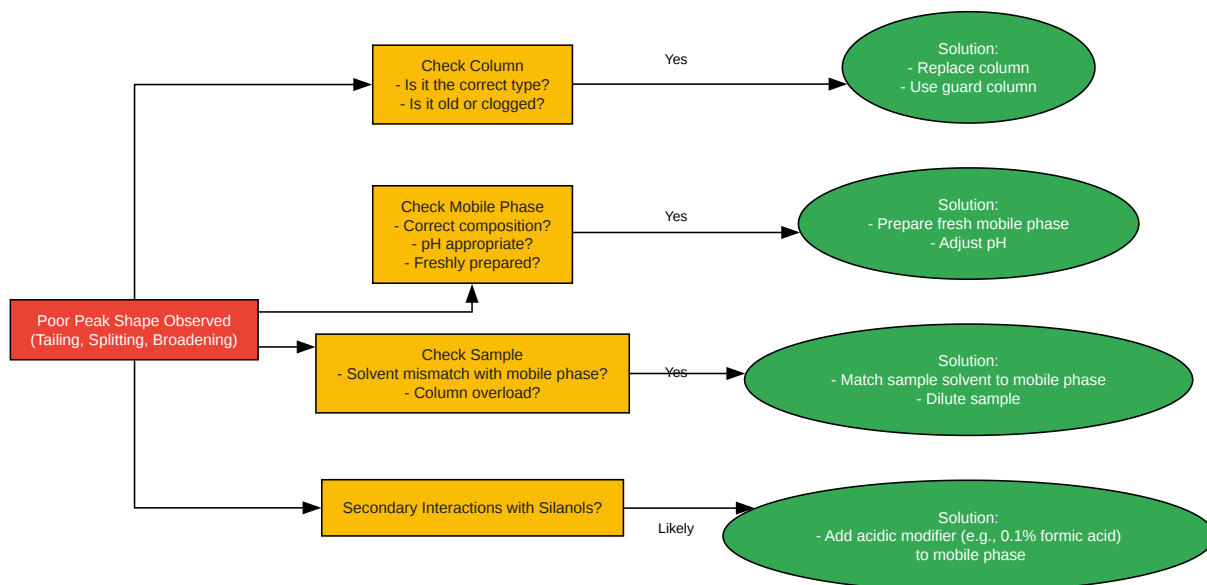 Check Column
- Is it the correct type?
- Is it old or clogged?
Yes
Solution:
- Replace column
- Use guard column
Check Mobile Phase
- Correct composition?
- pH appropriate?
- Freshly prepared?
Yes
Solution:
- Prepare fresh mobile phase
- Adjust pH
Poor Peak Shape Observed
(Tailing, Splitting, Broadening)
Check Sample
- Solvent mismatch with mobile phase?
- Column overload?
Yes
Solution:
- Match sample solvent to mobile phase
- Dilute sample
Secondary Interactions with Silanols?
Likely
Solution:
- Add acidic modifier (e.g., 0.1% formic acid)
to mobile phase